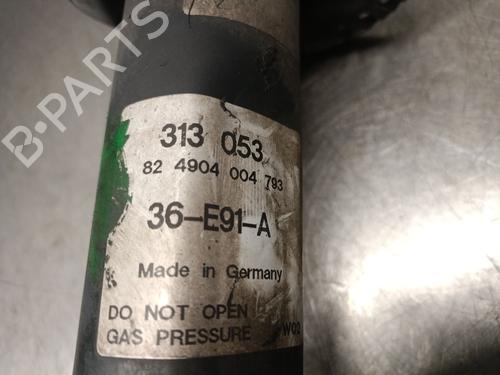 B-PARTS
313 053
82 4904 004 793
36-E91-A
Made in Germany
DO NOT OPEN
GAS PRESSURE